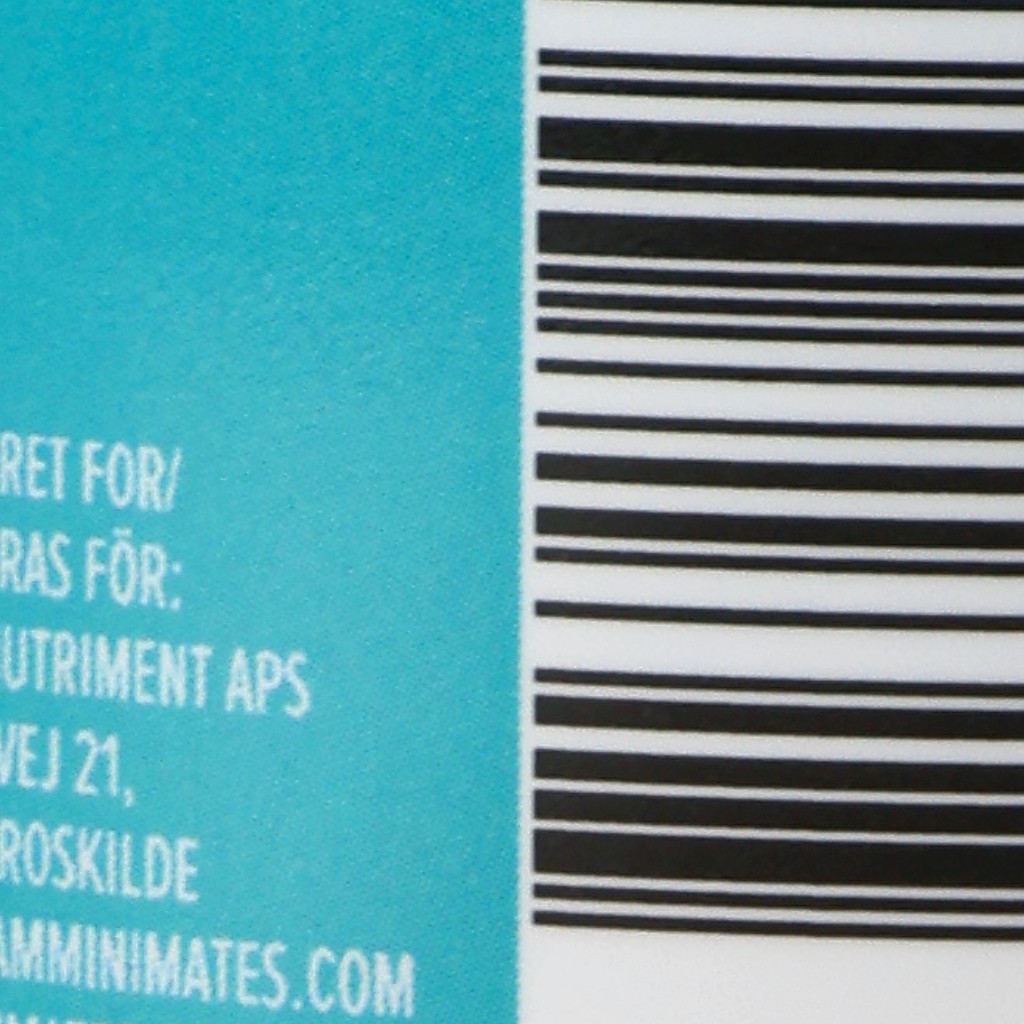 RET FOR/
RAS FÖR:
UTRIMENT APS
VEJ 21,
ROSKILDE
AMMINIMATES.COM